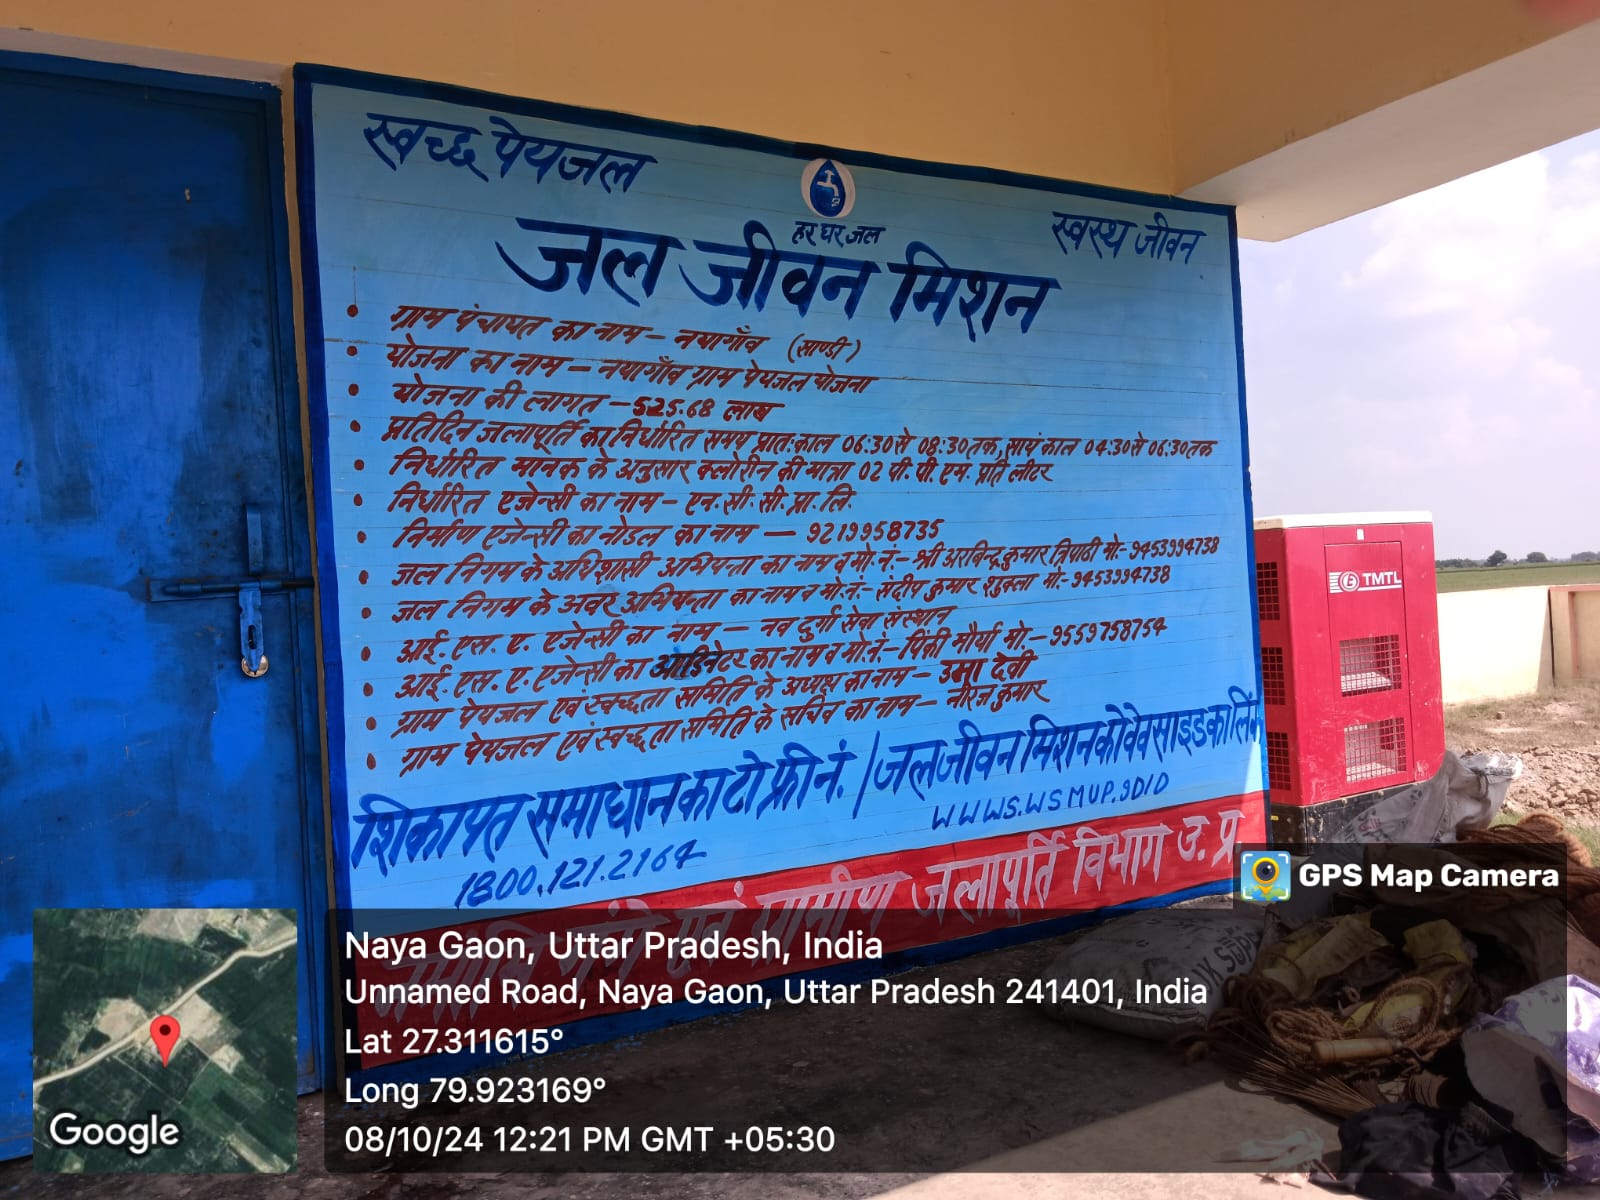 स्वच्छ पेयजल
हर घर जल
स्वस्थ जीवन
जल जीवन मिशन
• ग्राम पंचायत का नाम – नयागाँव (साण्डी)
• योजना का नाम – नयागाँव ग्राम पेयजल योजना
• योजना की लागत – 525.68 लाख
• प्रतिदिन जलापूर्ति का निर्धारित समय प्रातःकाल 06:30 से 08:30 तक, सायं काल 04:30 से 06:30 तक
• निर्धारित मानक के अनुसार क्लोरीन की मात्रा 02 पी. पी. एम. प्रति लीटर
• निर्धारित एजेन्सी का नाम – एन. सी. सी. प्रा. लि.
• निर्माण एजेन्सी का नोडल का नाम – 9219958735
• जल निगम के अधिशासी अभियन्ता का नाम व मो. नं.- श्री अरबिन्द्र कुमार त्रिपाठी मो:- 9453994738
• जल निगम के अवर अभियन्ता का नाम व मो. नं:- संदीप कुमार शुक्ला मो:- 9453994738
• आई. एस. ए. एजेन्सी का नाम – नव दुर्गा सेवा संस्थान
• आई. एस. ए. एजेन्सी का आडिनेटर का नाम व मो.नं.- पिंकी मौर्या मो.- 9559758754
• ग्राम पेयजल एवं स्वच्छता समिति के अध्यक्ष का नाम – उमा देवी
• ग्राम पेयजल एवं स्वच्छता समिति के सचिव का नाम – नीरज कुमार
शिकायत समाधान का टो फ्री नं. / जल जीवन मिशन को वेबसाइड का लिंक
1800.121.2164
WWWS.WSMUP.9DID
नमामि गंगे एवं ग्रामीण जलापूर्ति विभाग उ. प्र
TMTL
GPS Map Camera
Naya Gaon, Uttar Pradesh, India
Unnamed Road, Naya Gaon, Uttar Pradesh 241401, India
Lat 27.311615°
Long 79.923169°
08/10/24 12:21 PM GMT +05:30
Google